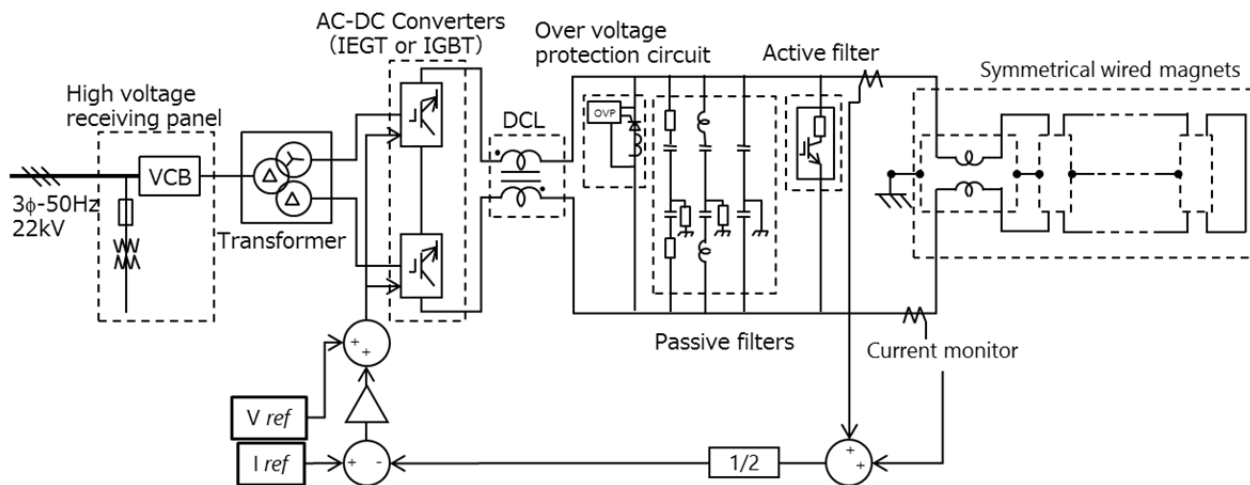 AC-DC Converters
(IEGT or IGBT)
Over voltage
protection circuit
Active filter
Symmetrical wired magnets
High voltage
receiving panel
DCL
OVP
VCB
3ϕ-50Hz
22kV
Transformer
Δ
Δ
Passive filters
Current monitor
+
+
V ref
I ref
+
-
1/2
+
+